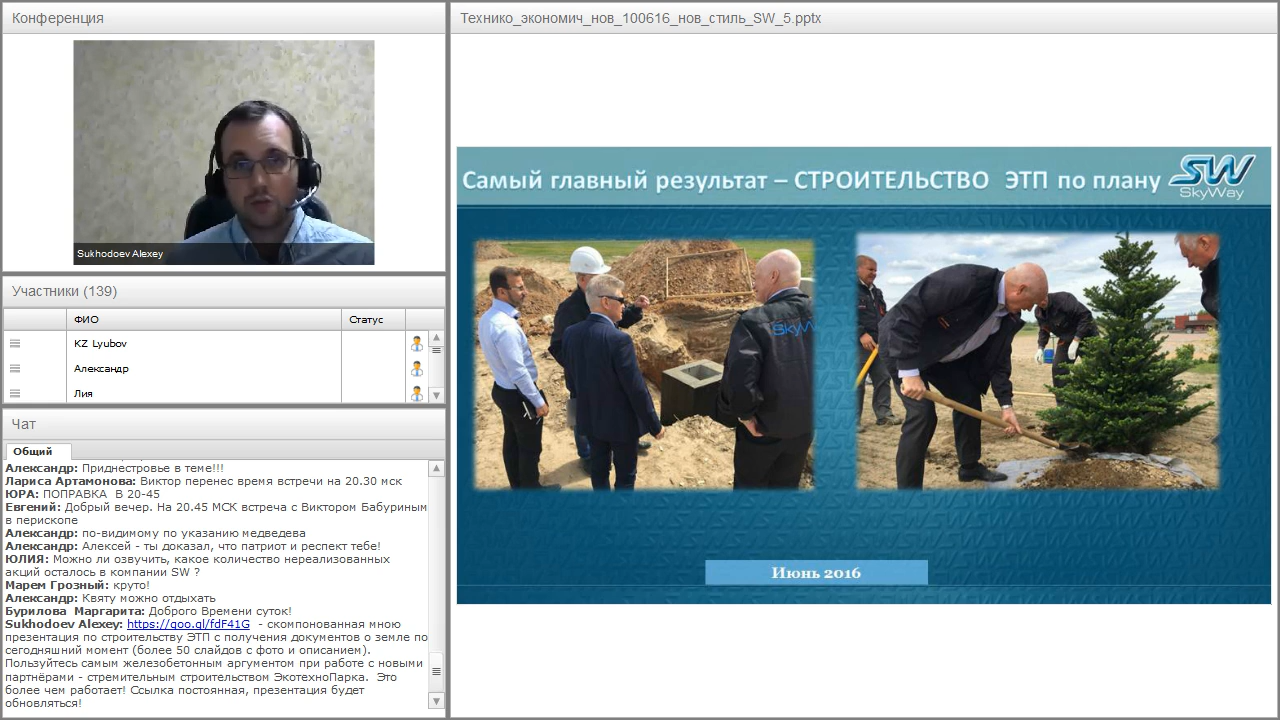 Конференция
Sukhodoev Alexey
Участники (139)
ФИО
Статус
KZ Lyubov
Александр
Лия
Чат
Общий
Александр: Приднестровье в теме!!!
Лариса Артамонова: Виктор перенес время встречи на 20.30 мск
ЮРА: ПОПРАВКА В 20-45
Евгений: Добрый вечер. На 20.45 МСК встреча с Виктором Бабуриным
в перископе
Александр: по-видимому по указанию медведева
Александр: Алексей - ты доказал, что патриот и респект тебе!
ЮЛИЯ: Можно ли озвучить, какое количество нереализованных
акций осталось в компании SW ?
Марем Грозный: круто!
Александр: Квяту можно отдыхать
Бурилова Маргарита: Доброго Времени суток!
Sukhodoev Alexey: https://goo.gl/fdF41G - скомпонованная мною
презентация по строительству ЭТП с получения документов о земле по
сегодняшний момент (более 50 слайдов с фото и описанием).
Пользуйтесь самым железобетонным аргументом при работе с новыми
партнёрами - стремительным строительством ЭкотехноПарка. Это
более чем работает! Ссылка постоянная, презентация будет
обновляться!
Технико_экономич_нов_100616_нов_стиль_SW_5.pptx
Самый главный результат – СТРОИТЕЛЬСТВО ЭТП по плану
SW
SkyWay
SkyW
Июнь 2016